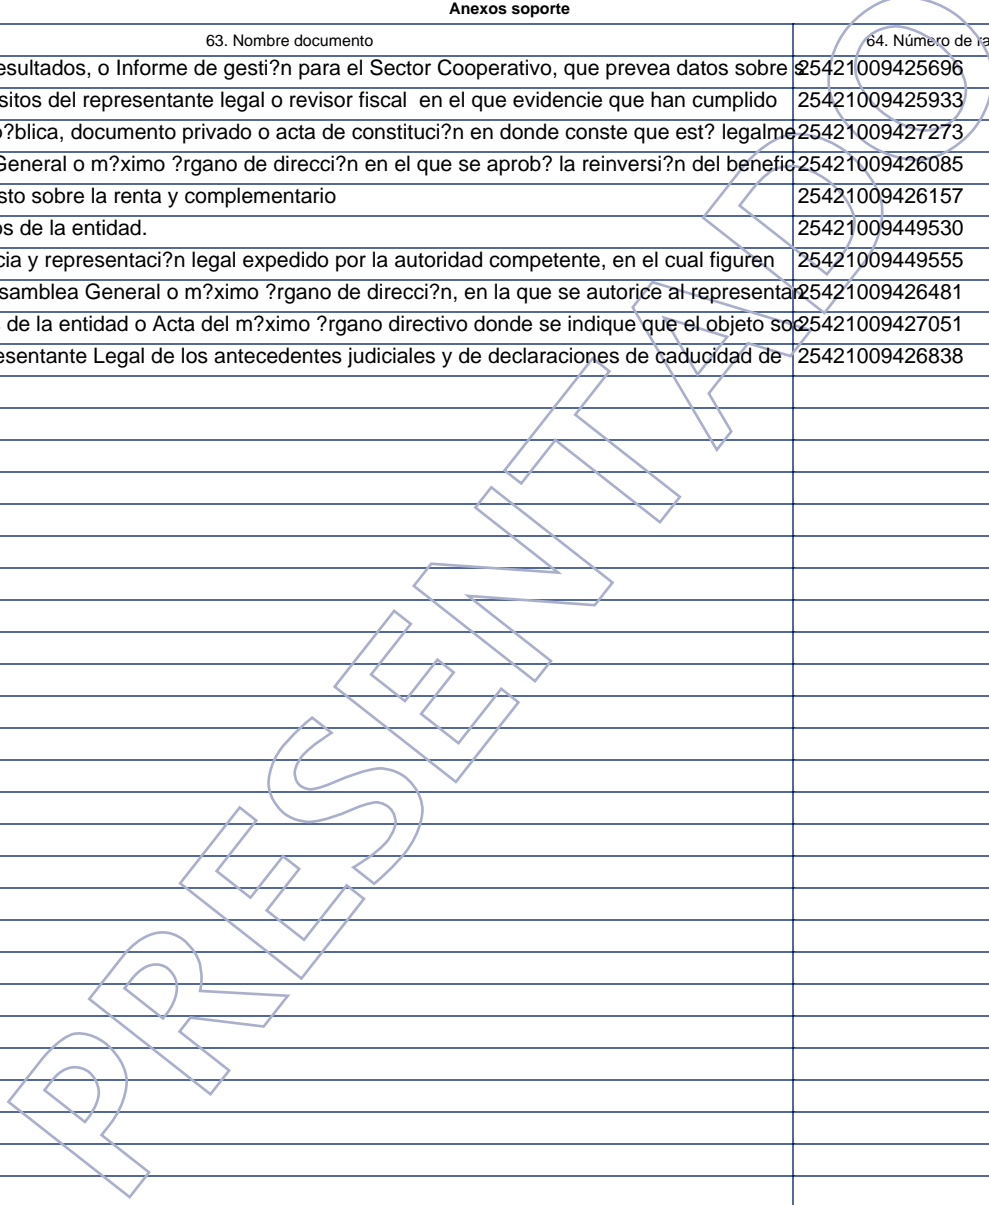 Anexos soporte
63. Nombre documento 64. Número de ra
esultados, o Informe de gesti?n para el Sector Cooperativo, que prevea datos sobre s 25421009425696
sitos del representante legal o revisor fiscal en el que evidencie que han cumplido 25421009425933
?blica, documento privado o acta de constituci?n en donde conste que est? legalme 25421009427273
General o m?ximo ?rgano de direcci?n en el que se aprob? la reinversi?n del benefic 25421009426085
sto sobre la renta y complementario 25421009426157
os de la entidad. 25421009449530
cia y representaci?n legal expedido por la autoridad competente, en el cual figuren 25421009449555
samblea General o m?ximo ?rgano de direcci?n, en la que se autorice al representan 25421009426481
de la entidad o Acta del m?ximo ?rgano directivo donde se indique que el objeto soc 25421009427051
esentante Legal de los antecedentes judiciales y de declaraciones de caducidad de 25421009426838
PRESENTADO